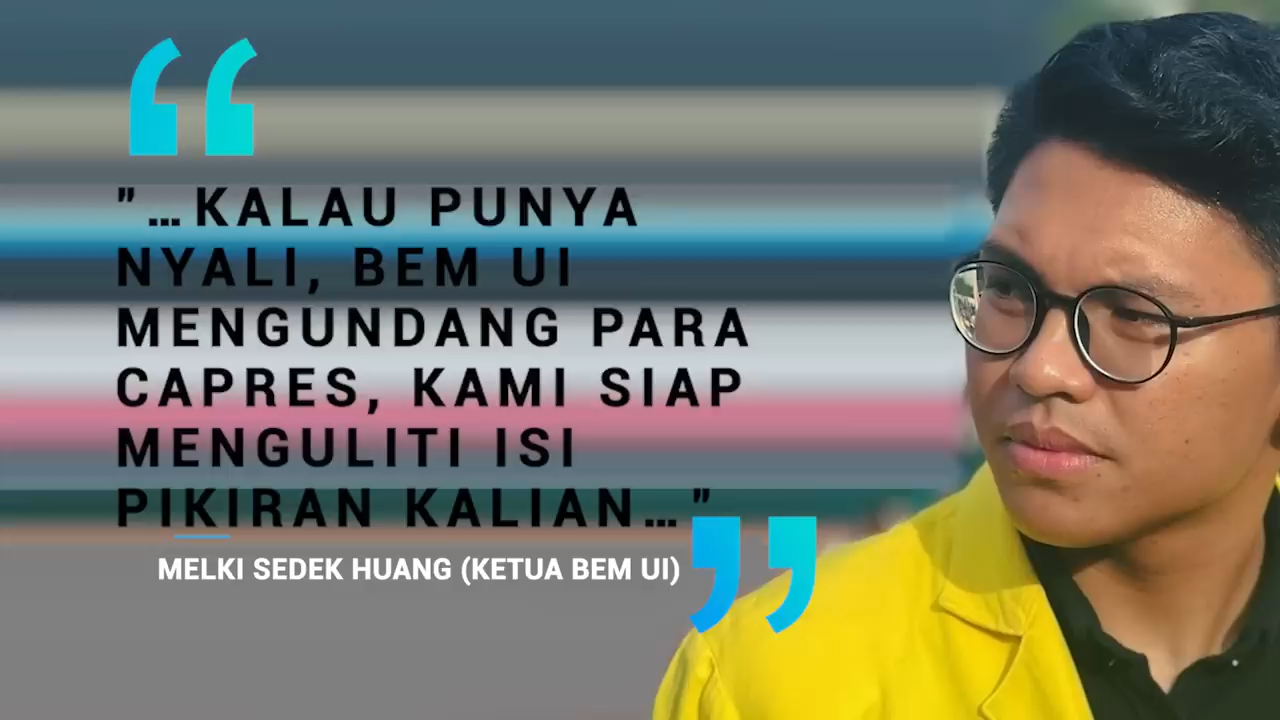 "...KALAU PUNYA
NYALI, BEM UI
MENGUNDANG PARA
CAPRES, KAMI SIAP
MENGULITI ISI
PIKIRAN KALIAN..."
MELKI SEDEK HUANG (KETUA BEM UI)